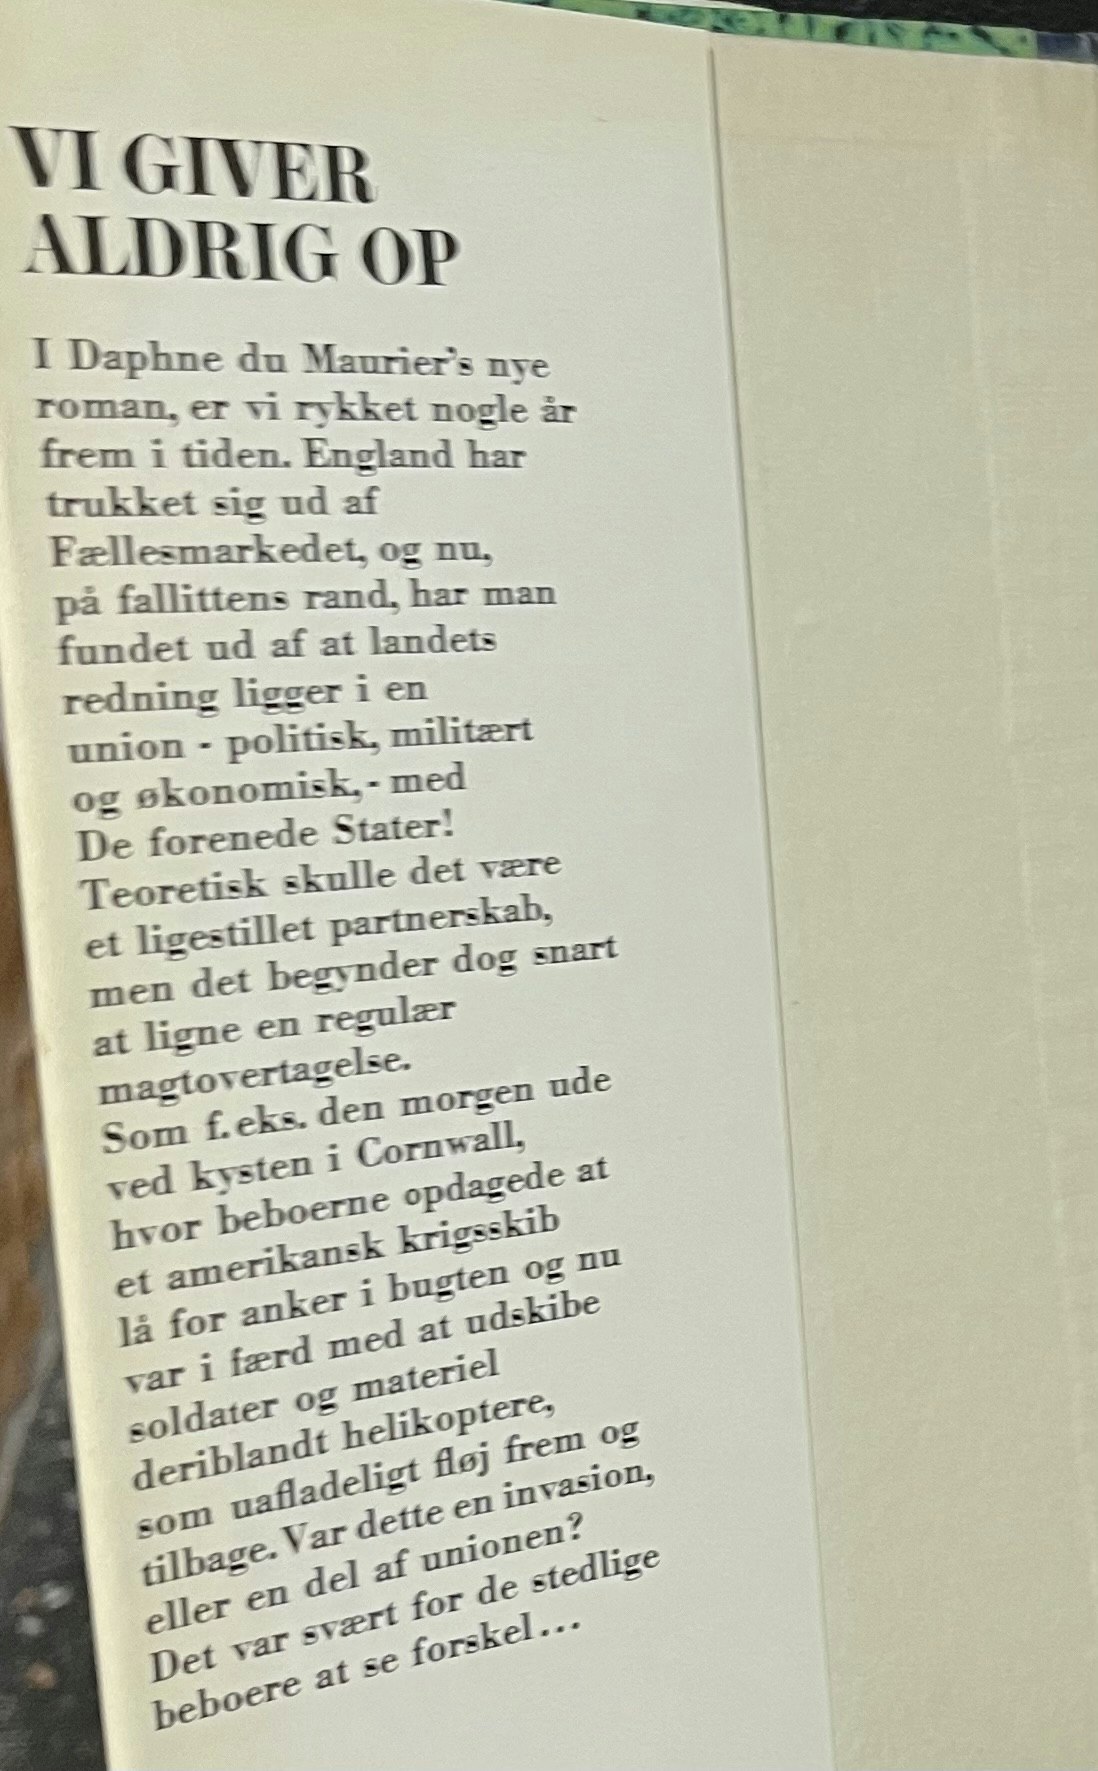 VI GIVER
ALDRIG OP
I Daphne du Maurier's nye
roman, er vi rykket nogle år
frem i tiden. England har
trukket sig ud af
Fællesmarkedet, og nu,
på fallittens rand, har man
fundet ud af at landets
redning ligger i en
union - politisk, militært
og økonomisk, - med
De forenede Stater!
Teoretisk skulle det være
et ligestillet partnerskab,
men det begynder dog snart
at ligne en regulær
magtovertagelse.
Som f.eks. den morgen ude
ved kysten i Cornwall,
hvor beboerne opdagede at
et amerikansk krigsskib
lå for anker i bugten og nu
var i færd med at udskibe
soldater og materiel
deriblandt helikoptere,
som uafladeligt fløj frem og
tilbage. Var dette en invasion,
eller en del af unionen?
Det var svært for de stedlige
beboere at se forskel...